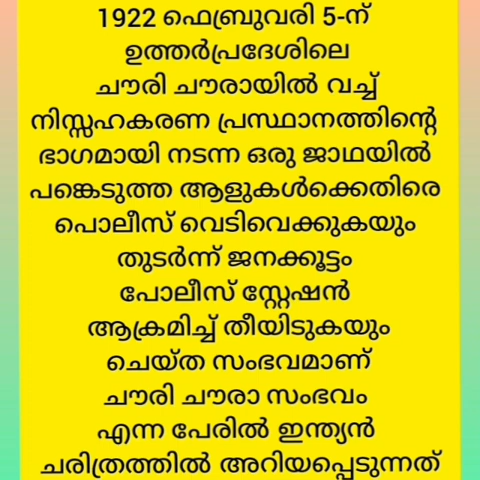 1922 ഫെബ്രുവരി 5-ന്
ഉത്തർപ്രദേശിലെ
ചൗരി ചൗരായിൽ വച്ച്
നിസ്സഹകരണ പ്രസ്ഥാനത്തിന്റെ
ഭാഗമായി നടന്ന ഒരു ജാഥയിൽ
പങ്കെടുത്ത ആളുകൾക്കെതിരെ
പൊലീസ് വെടിവെക്കുകയും
തുടർന്ന് ജനക്കൂട്ടം
പോലീസ് സ്റ്റേഷൻ
ആക്രമിച്ച് തീയിടുകയും
ചെയ്ത സംഭവമാണ്
ചൗരി ചൗരാ സംഭവം
എന്ന പേരിൽ ഇന്ത്യൻ
ചരിത്രത്തിൽ അറിയപ്പെടുന്നത്